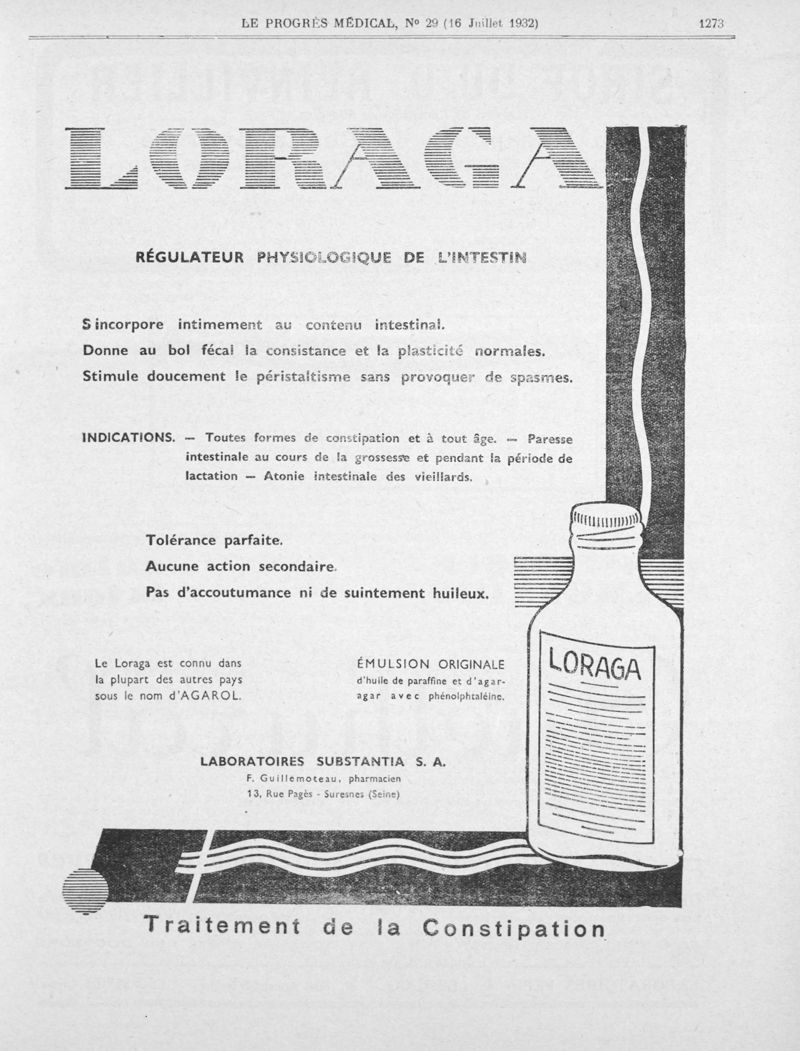 LE PROGRÈS MÉDICAL, Nº 29 (16 Juillet 1932) 1273
LORAGA
RÉGULATEUR PHYSIOLOGIQUE DE L'INTESTIN
S incorpore intimement au contenu intestinal.
Donne au bol fécal la consistance et la plasticité normales.
Stimule doucement le péristaltisme sans provoquer de spasmes.
INDICATIONS. — Toutes formes de constipation et à tout âge. — Paresse
intestinale au cours de la grossesse et pendant la période de
lactation — Atonie intestinale des vieillards.
Tolérance parfaite.
Aucune action secondaire.
Pas d'accoutumance ni de suintement huileux.
Le Loraga est connu dans
la plupart des autres pays
sous le nom d'AGAROL.
ÉMULSION ORIGINALE
d'huile de paraffine et d'agar-
agar avec phénolphtaléine.
LORAGA
LABORATOIRES SUBSTANTIA S. A.
F. Guillemoteau, pharmacien
13, Rue Pagès - Suresnes (Seine)
Traitement de la Constipation